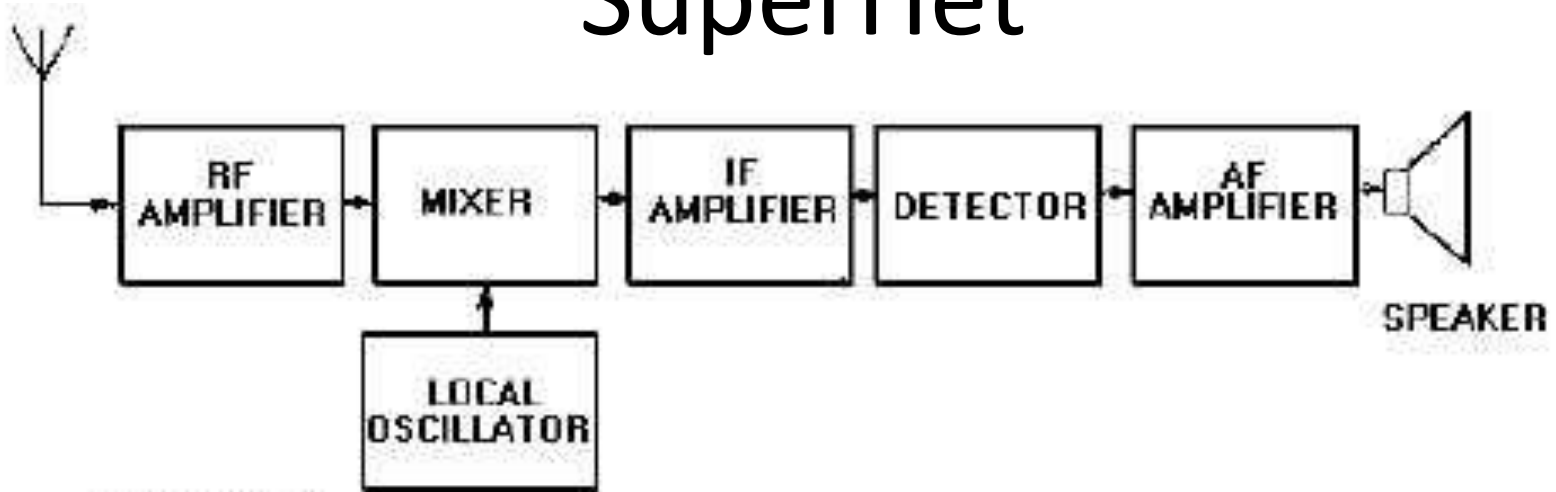 SuperHet
RF
AMPLIFIER
MIXER
IF
AMPLIFIER
DETECTOR
AF
AMPLIFIER
SPEAKER
LOCAL
OSCILLATOR